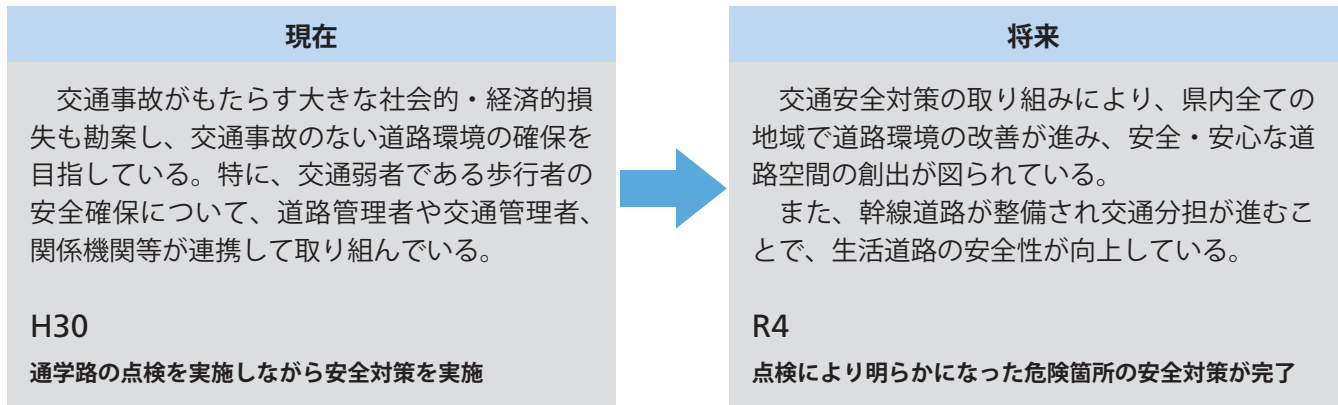 現在
交通事故がもたらす大きな社会的・経済的損
失も勘案し、交通事故のない道路環境の確保を
目指している。特に、交通弱者である歩行者の
安全確保について、道路管理者や交通管理者、
関係機関等が連携して取り組んでいる。
H30
通学路の点検を実施しながら安全対策を実施
将来
交通安全対策の取り組みにより、県内全ての
地域で道路環境の改善が進み、安全・安心な道
路空間の創出が図られている。
また、幹線道路が整備され交通分担が進むこ
とで、生活道路の安全性が向上している。
R4
点検により明らかになった危険箇所の安全対策が完了